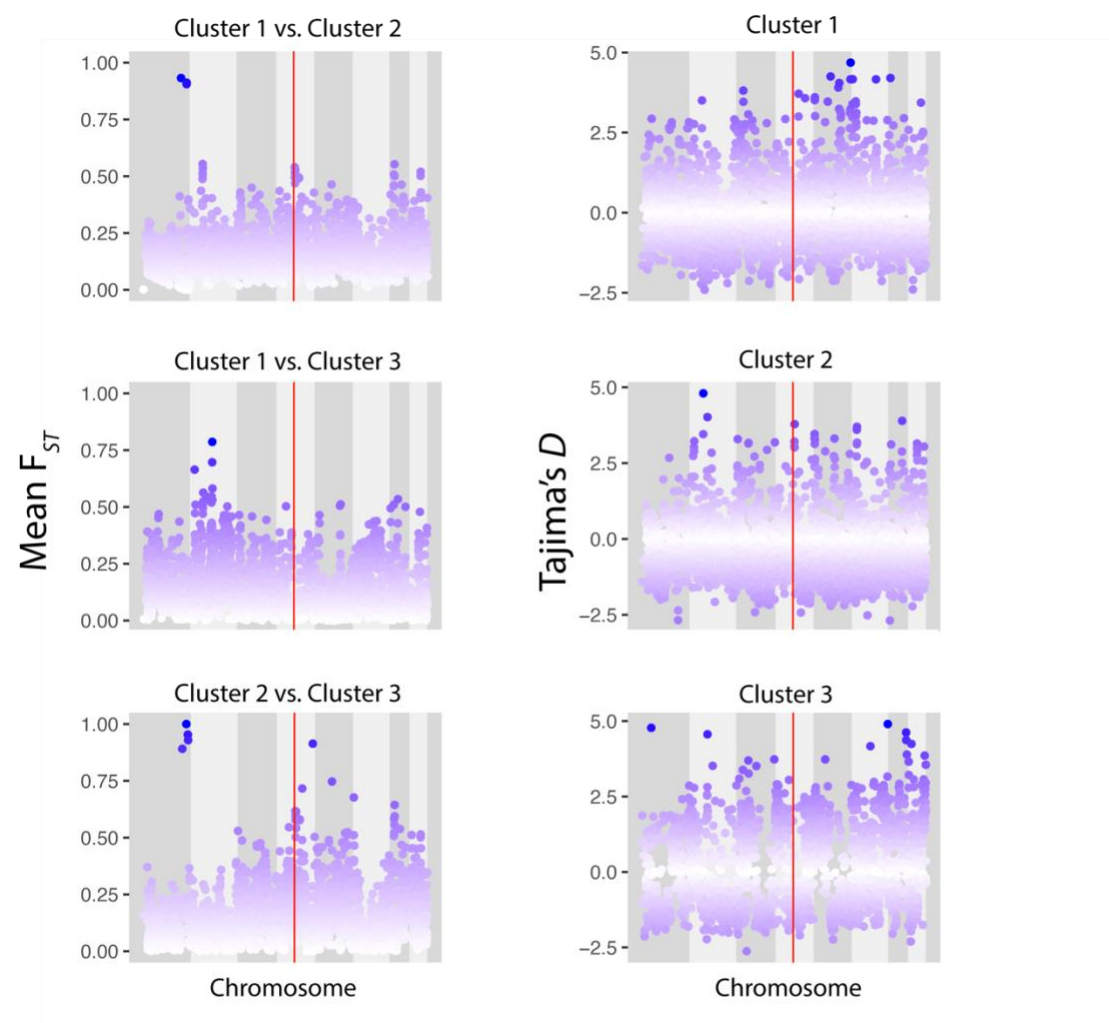 Cluster 1 vs. Cluster 2
1.00
0.75
0.50
0.25
0.00
Cluster 1 vs. Cluster 3
1.00
0.75
0.50
0.25
0.00
Cluster 2 vs. Cluster 3
1.00
0.75
0.50
0.25
0.00
Mean FST
Chromosome
Cluster 1
5.0
2.5
0.0
−2.5
Cluster 2
5.0
2.5
0.0
−2.5
Cluster 3
5.0
2.5
0.0
−2.5
Tajima's D
Chromosome